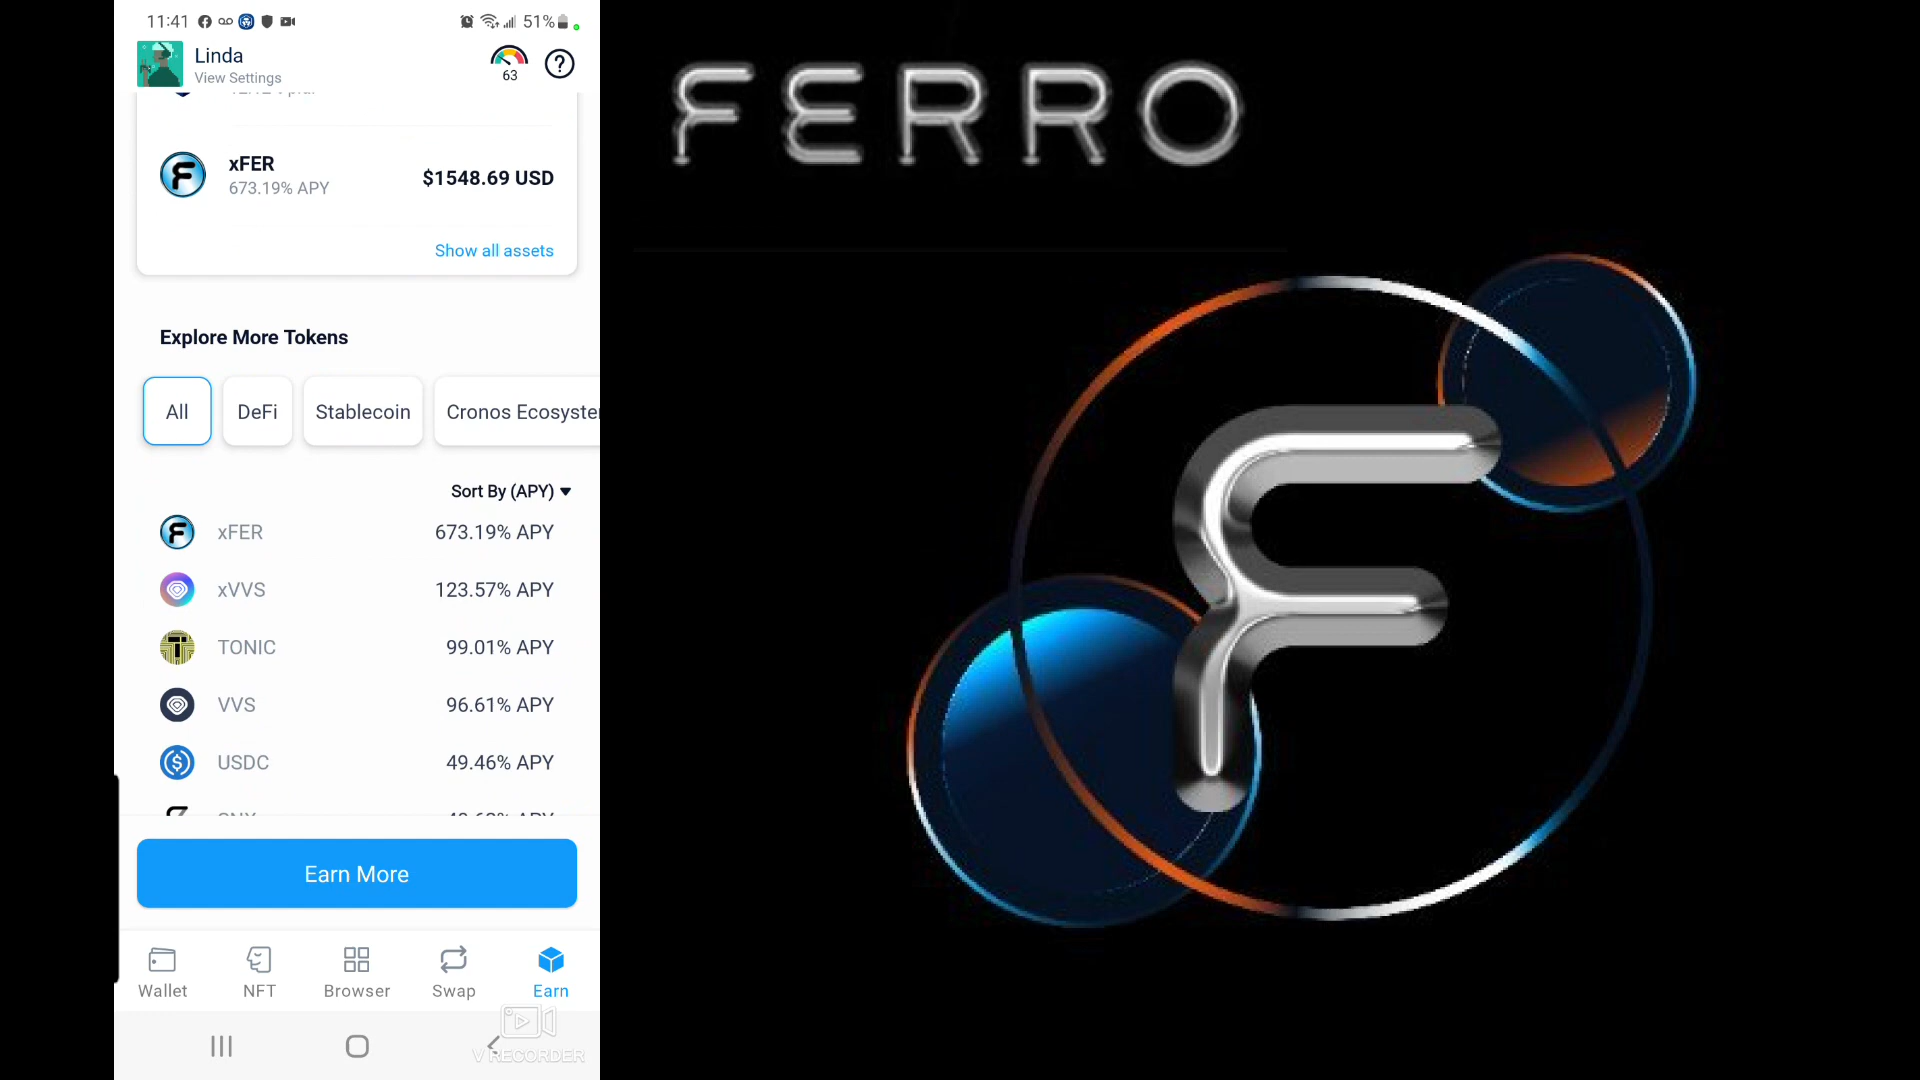 11:41
51%
Linda
View Settings
63
xFER
673.19% APY
$1548.69 USD
Show all assets
Explore More Tokens
All
DeFi
Stablecoin
Cronos Ecosyste
Sort By (APY)
xFER
673.19% APY
xVVS
123.57% APY
TONIC
99.01% APY
VVS
96.61% APY
USDC
49.46% APY
Earn More
Wallet
NFT
Browser
Swap
Earn
V RECORDER
FERRO